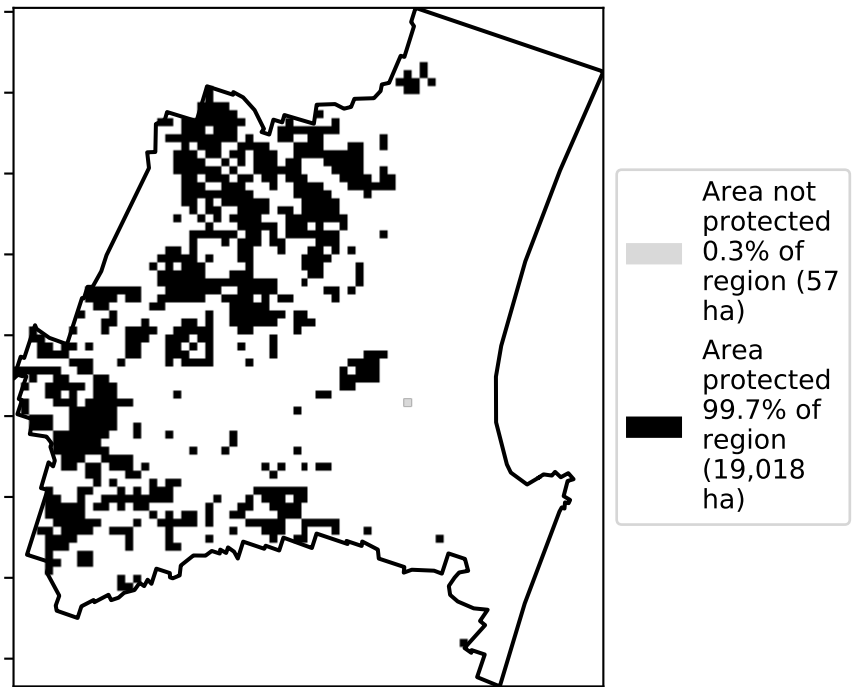 Area not
protected
0.3% of
region (57
ha)
Area
protected
99.7% of
region
(19,018
ha)